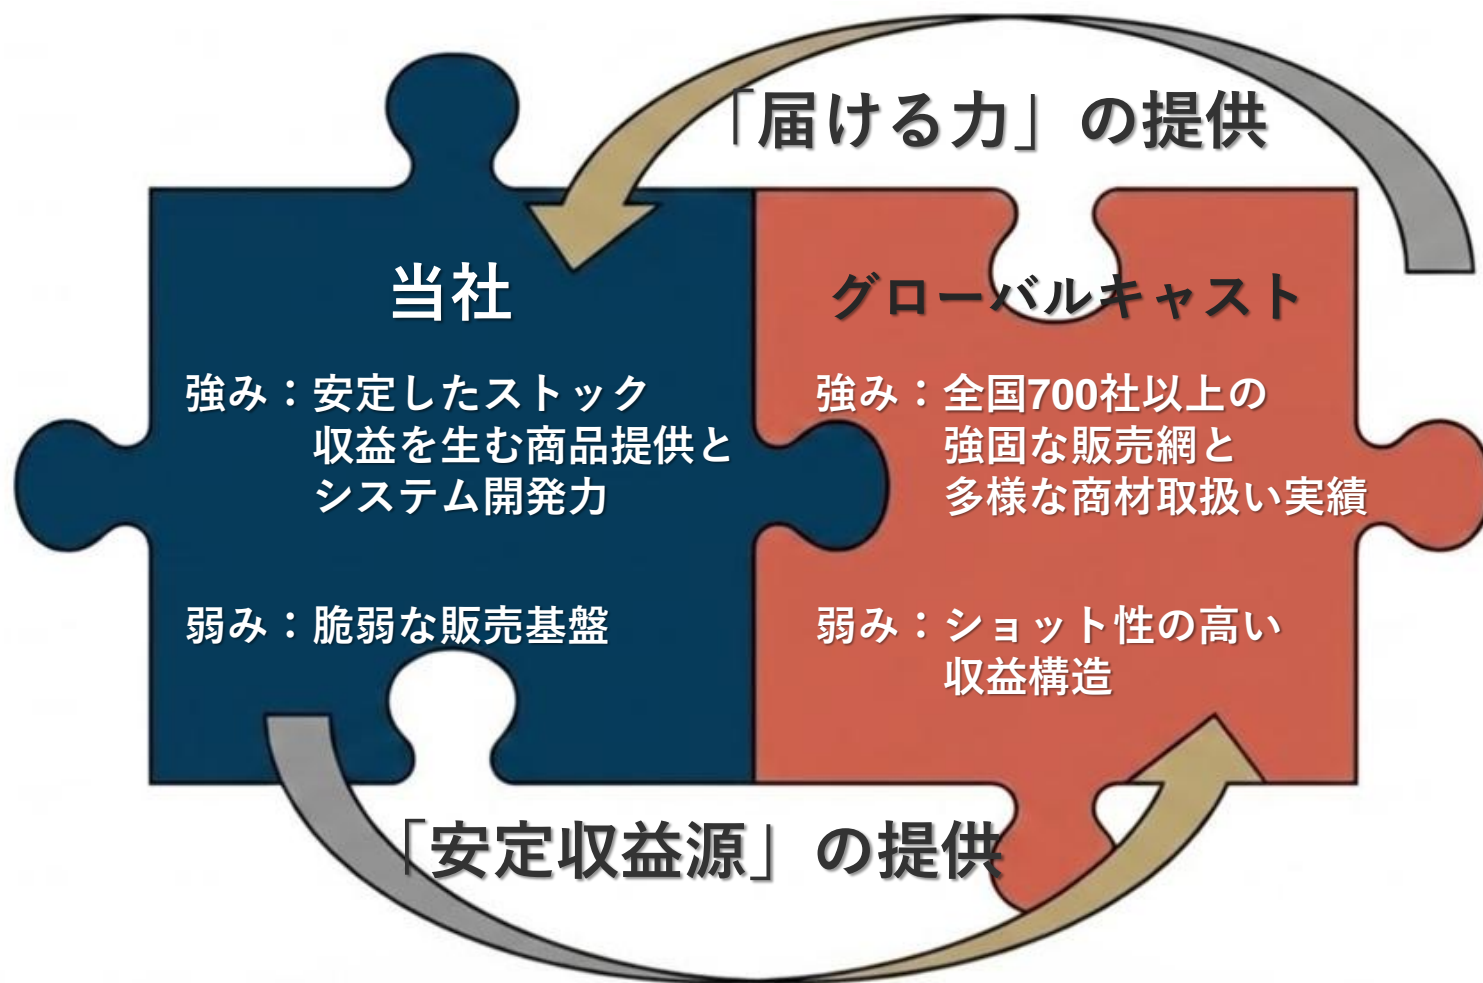 「届ける力」の提供
当社
強み：安定したストック
収益を生む商品提供と
システム開発力
弱み：脆弱な販売基盤
グローバルキャスト
強み：全国700社以上の
強固な販売網と
多様な商材取扱い実績
弱み：ショット性の高い
収益構造
「安定収益源」の提供